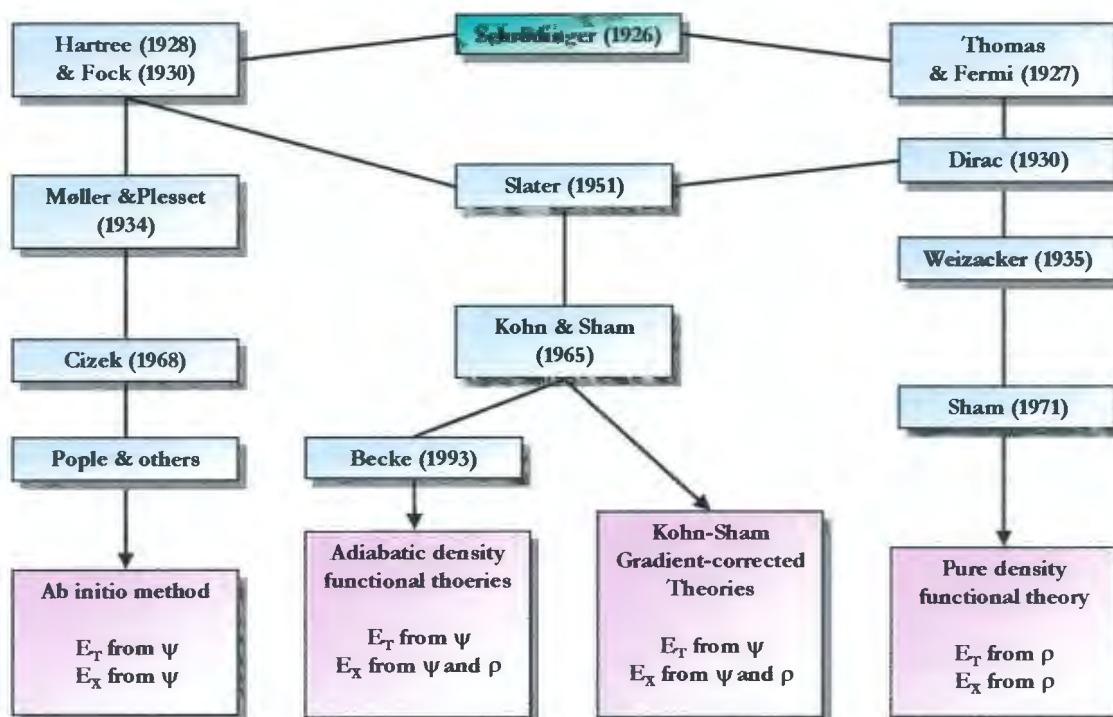 Hartree (1928)
& Fock (1930)
(1926)
Thomas
& Fermi (1927)
Dirac (1930)
Møller &Plesset
(1934)
Slater (1951)
Weizacker (1935)
Kohn & Sham
(1965)
Cizek (1968)
Sham (1971)
Pople & others
Becke (1993)
Ab initio method
E_T from ψ
E_X from ψ
Adiabatic density
functional thoeries
E_T from ψ
E_X from ψ and ρ
Kohn-Sham
Gradient-corrected
Theories
E_T from ψ
E_X from ψ and ρ
Pure density
functional theory
E_T from ρ
E_X from ρ